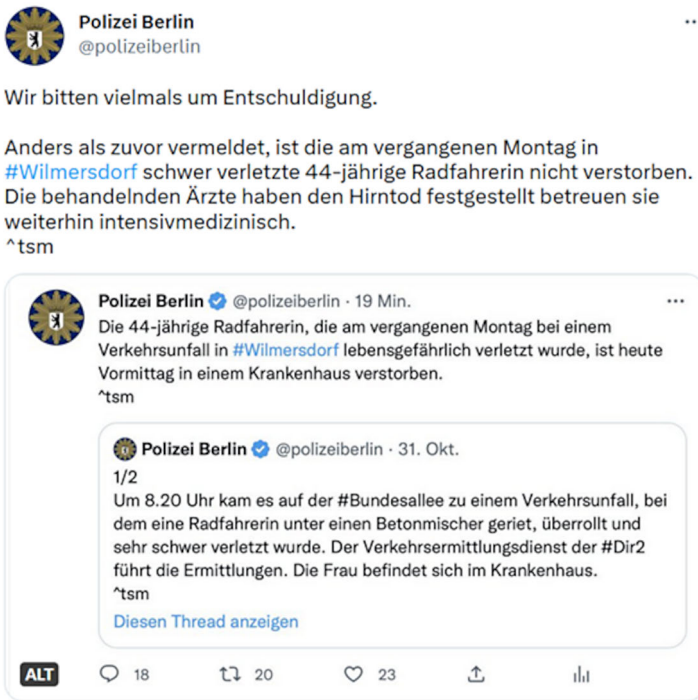 Polizei Berlin
@polizeiberlin
Wir bitten vielmals um Entschuldigung.
Anders als zuvor vermeldet, ist die am vergangenen Montag in
#Wilmersdorf schwer verletzte 44-jährige Radfahrerin nicht verstorben.
Die behandelnden Ärzte haben den Hirntod festgestellt betreuen sie
weiterhin intensivmedizinisch.
^tsm
Polizei Berlin @polizeiberlin · 19 Min.
Die 44-jährige Radfahrerin, die am vergangenen Montag bei einem
Verkehrsunfall in #Wilmersdorf lebensgefährlich verletzt wurde, ist heute
Vormittag in einem Krankenhaus verstorben.
^tsm
Polizei Berlin @polizeiberlin · 31. Okt.
1/2
Um 8.20 Uhr kam es auf der #Bundesallee zu einem Verkehrsunfall, bei
dem eine Radfahrerin unter einen Betonmischer geriet, überrollt und
sehr schwer verletzt wurde. Der Verkehrsermittlungsdienst der #Dir2
führt die Ermittlungen. Die Frau befindet sich im Krankenhaus.
^tsm
Diesen Thread anzeigen
ALT 18 20 23